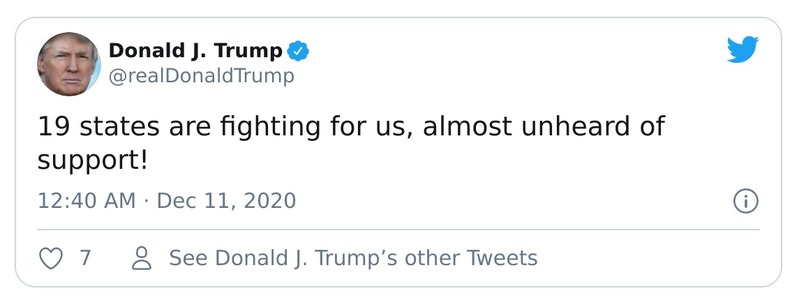 Donald J. Trump
@realDonaldTrump
19 states are fighting for us, almost unheard of
support!
12:40 AM · Dec 11, 2020
7
See Donald J. Trump’s other Tweets